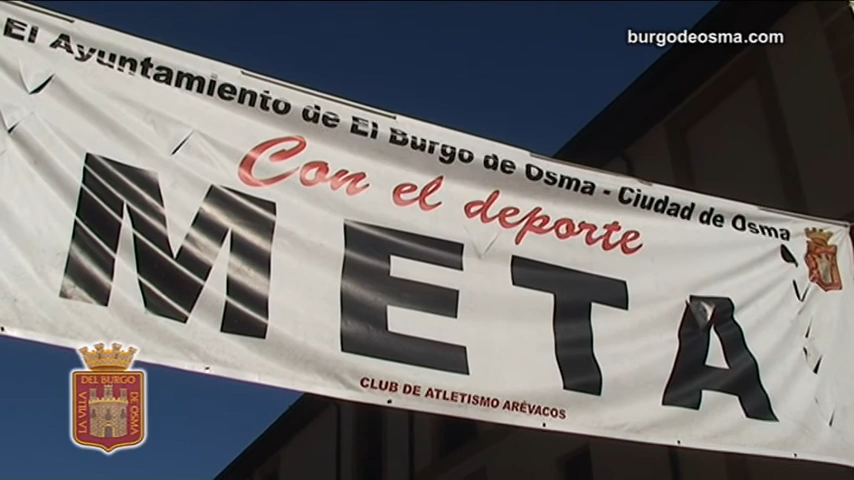 burgodeosma.com
El Ayuntamiento de El Burgo de Osma - Ciudad de Osma
Con el deporte
META
CLUB DE ATLETISMO ARÉVACOS
LA VILLA DEL BURGO DE OSMA